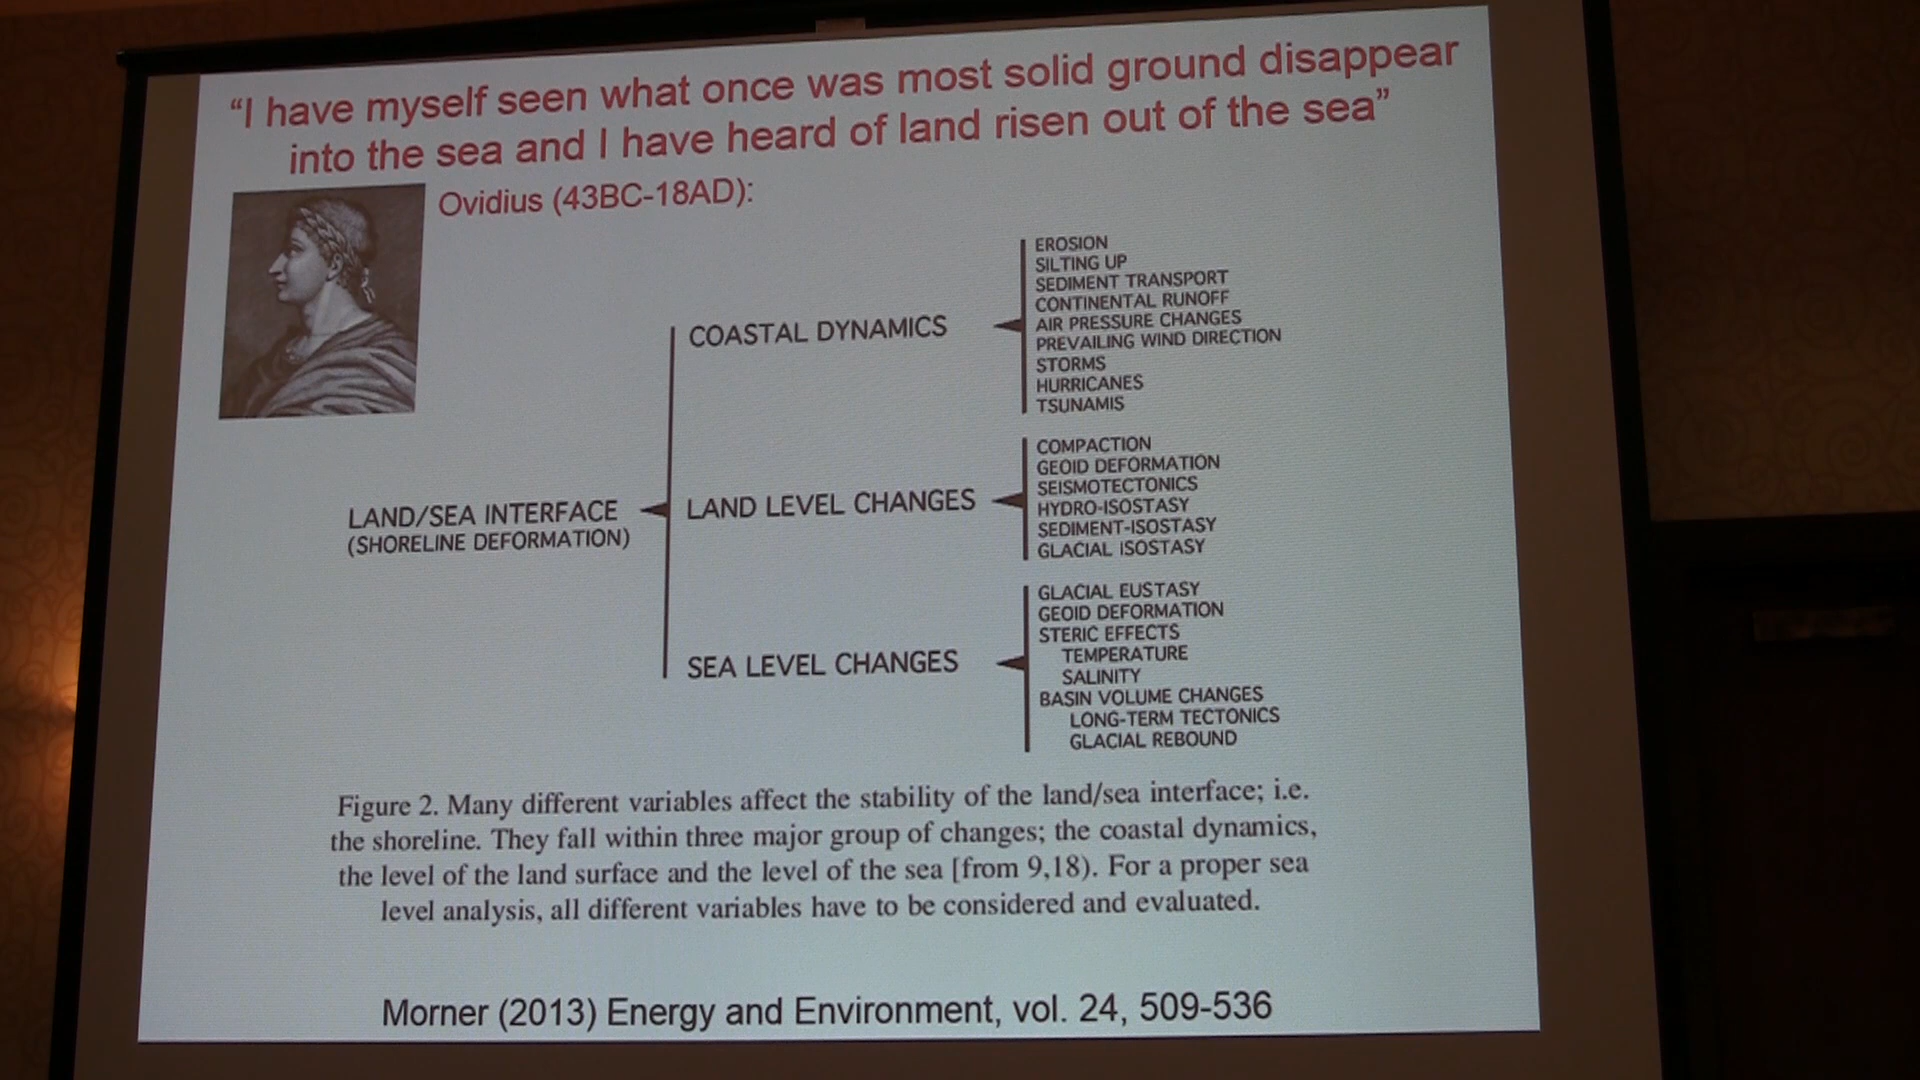 “I have myself seen what once was most solid ground disappear
into the sea and I have heard of land risen out of the sea”
Ovidius (43BC-18AD):
LAND/SEA INTERFACE
(SHORELINE DEFORMATION)
COASTAL DYNAMICS
EROSION
SILTING UP
SEDIMENT TRANSPORT
CONTINENTAL RUNOFF
AIR PRESSURE CHANGES
PREVAILING WIND DIRECTION
STORMS
HURRICANES
TSUNAMIS
LAND LEVEL CHANGES
COMPACTION
GEOID DEFORMATION
SEISMOTECTONICS
HYDRO-ISOSTASY
SEDIMENT-ISOSTASY
GLACIAL ISOSTASY
SEA LEVEL CHANGES
GLACIAL EUSTASY
GEOID DEFORMATION
STERIC EFFECTS
TEMPERATURE
SALINITY
BASIN VOLUME CHANGES
LONG-TERM TECTONICS
GLACIAL REBOUND
Figure 2. Many different variables affect the stability of the land/sea interface; i.e.
the shoreline. They fall within three major group of changes; the coastal dynamics,
the level of the land surface and the level of the sea [from 9,18). For a proper sea
level analysis, all different variables have to be considered and evaluated.
Morner (2013) Energy and Environment, vol. 24, 509-536